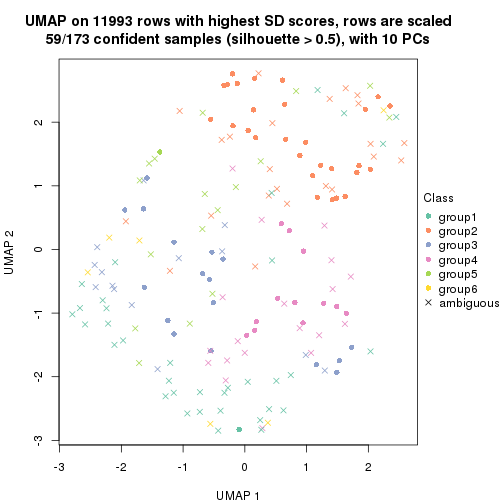 UMAP on 11993 rows with highest SD scores, rows are scaled
59/173 confident samples (silhouette > 0.5), with 10 PCs
UMAP 2
2
1
0
-1
-2
-3
-3
-2
-1
0
1
2
UMAP 1
Class
group1
group2
group3
group4
group5
group6
ambiguous